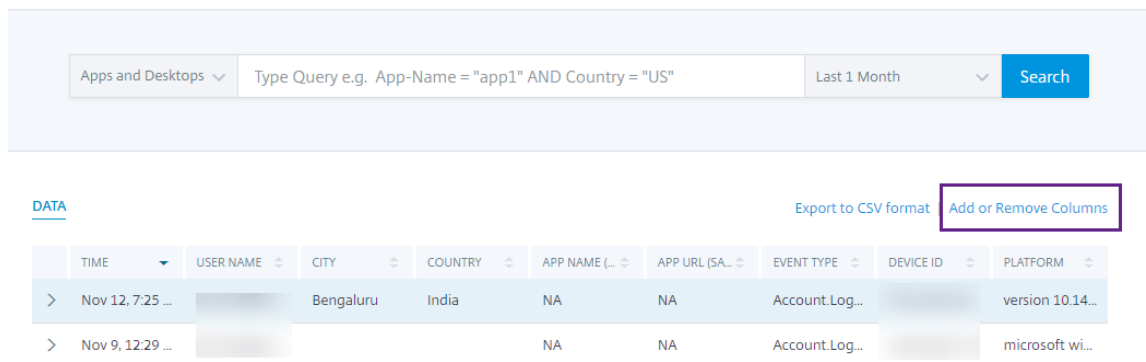 Apps and Desktops Type Query e.g. App-Name = "app1" AND Country = "US" Last 1 Month Search
DATA Export to CSV format | Add or Remove Columns
TIME USER NAME CITY COUNTRY APP NAME (... APP URL (SA... EVENT TYPE DEVICE ID PLATFORM
Nov 12, 7:25 ... Bengaluru India NA NA Account.Log... version 10.14...
Nov 9, 12:29 ... NA NA Account.Log... microsoft wi...